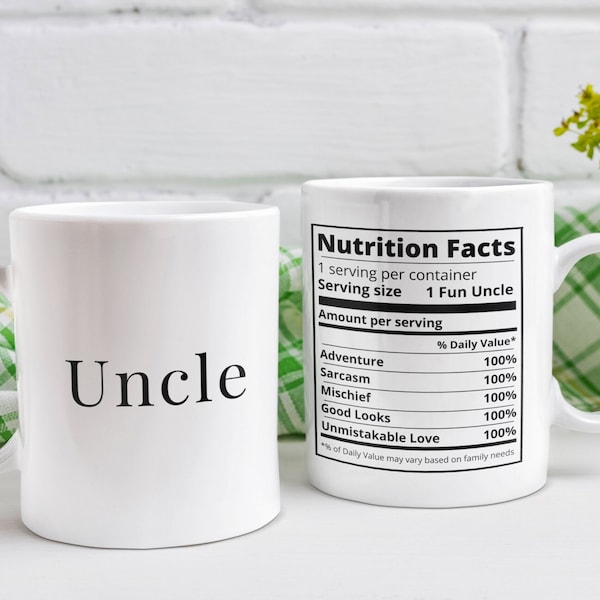 Uncle
Nutrition Facts
1 serving per container
Serving size 1 Fun Uncle
Amount per serving
% Daily Value*
Adventure 100%
Sarcasm 100%
Mischief 100%
Good Looks 100%
Unmistakable Love 100%
*% of Daily Value may vary based on family needs